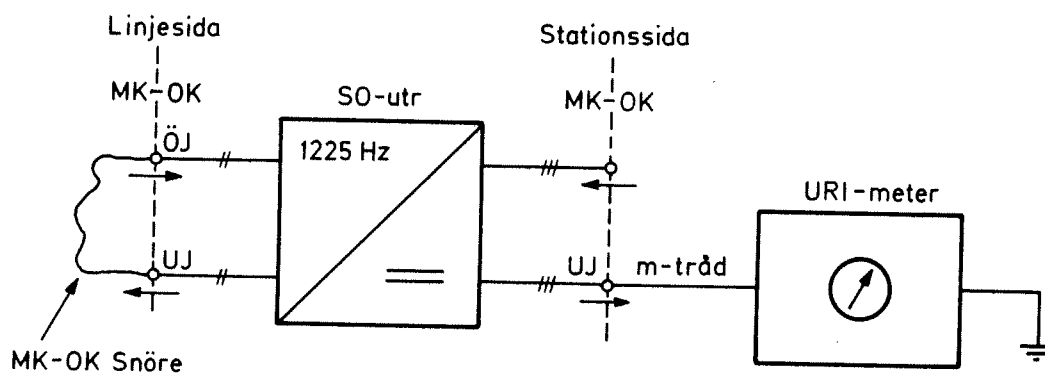 Linjesida
MK-OK
ÖJ
UJ
MK-OK Snöre
SO-utr
1225 Hz
Stationssida
MK-OK
UJ
m-tråd
URI-meter